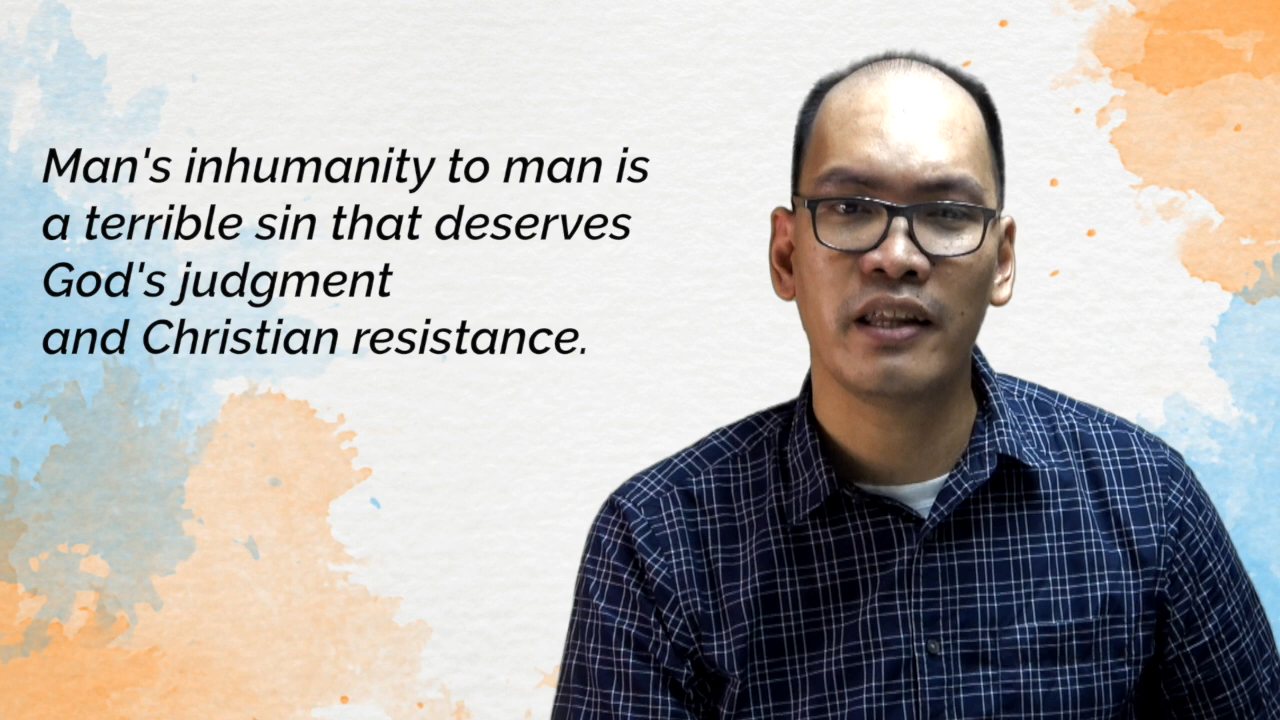 Man's inhumanity to man is
a terrible sin that deserves
God's judgment
and Christian resistance.